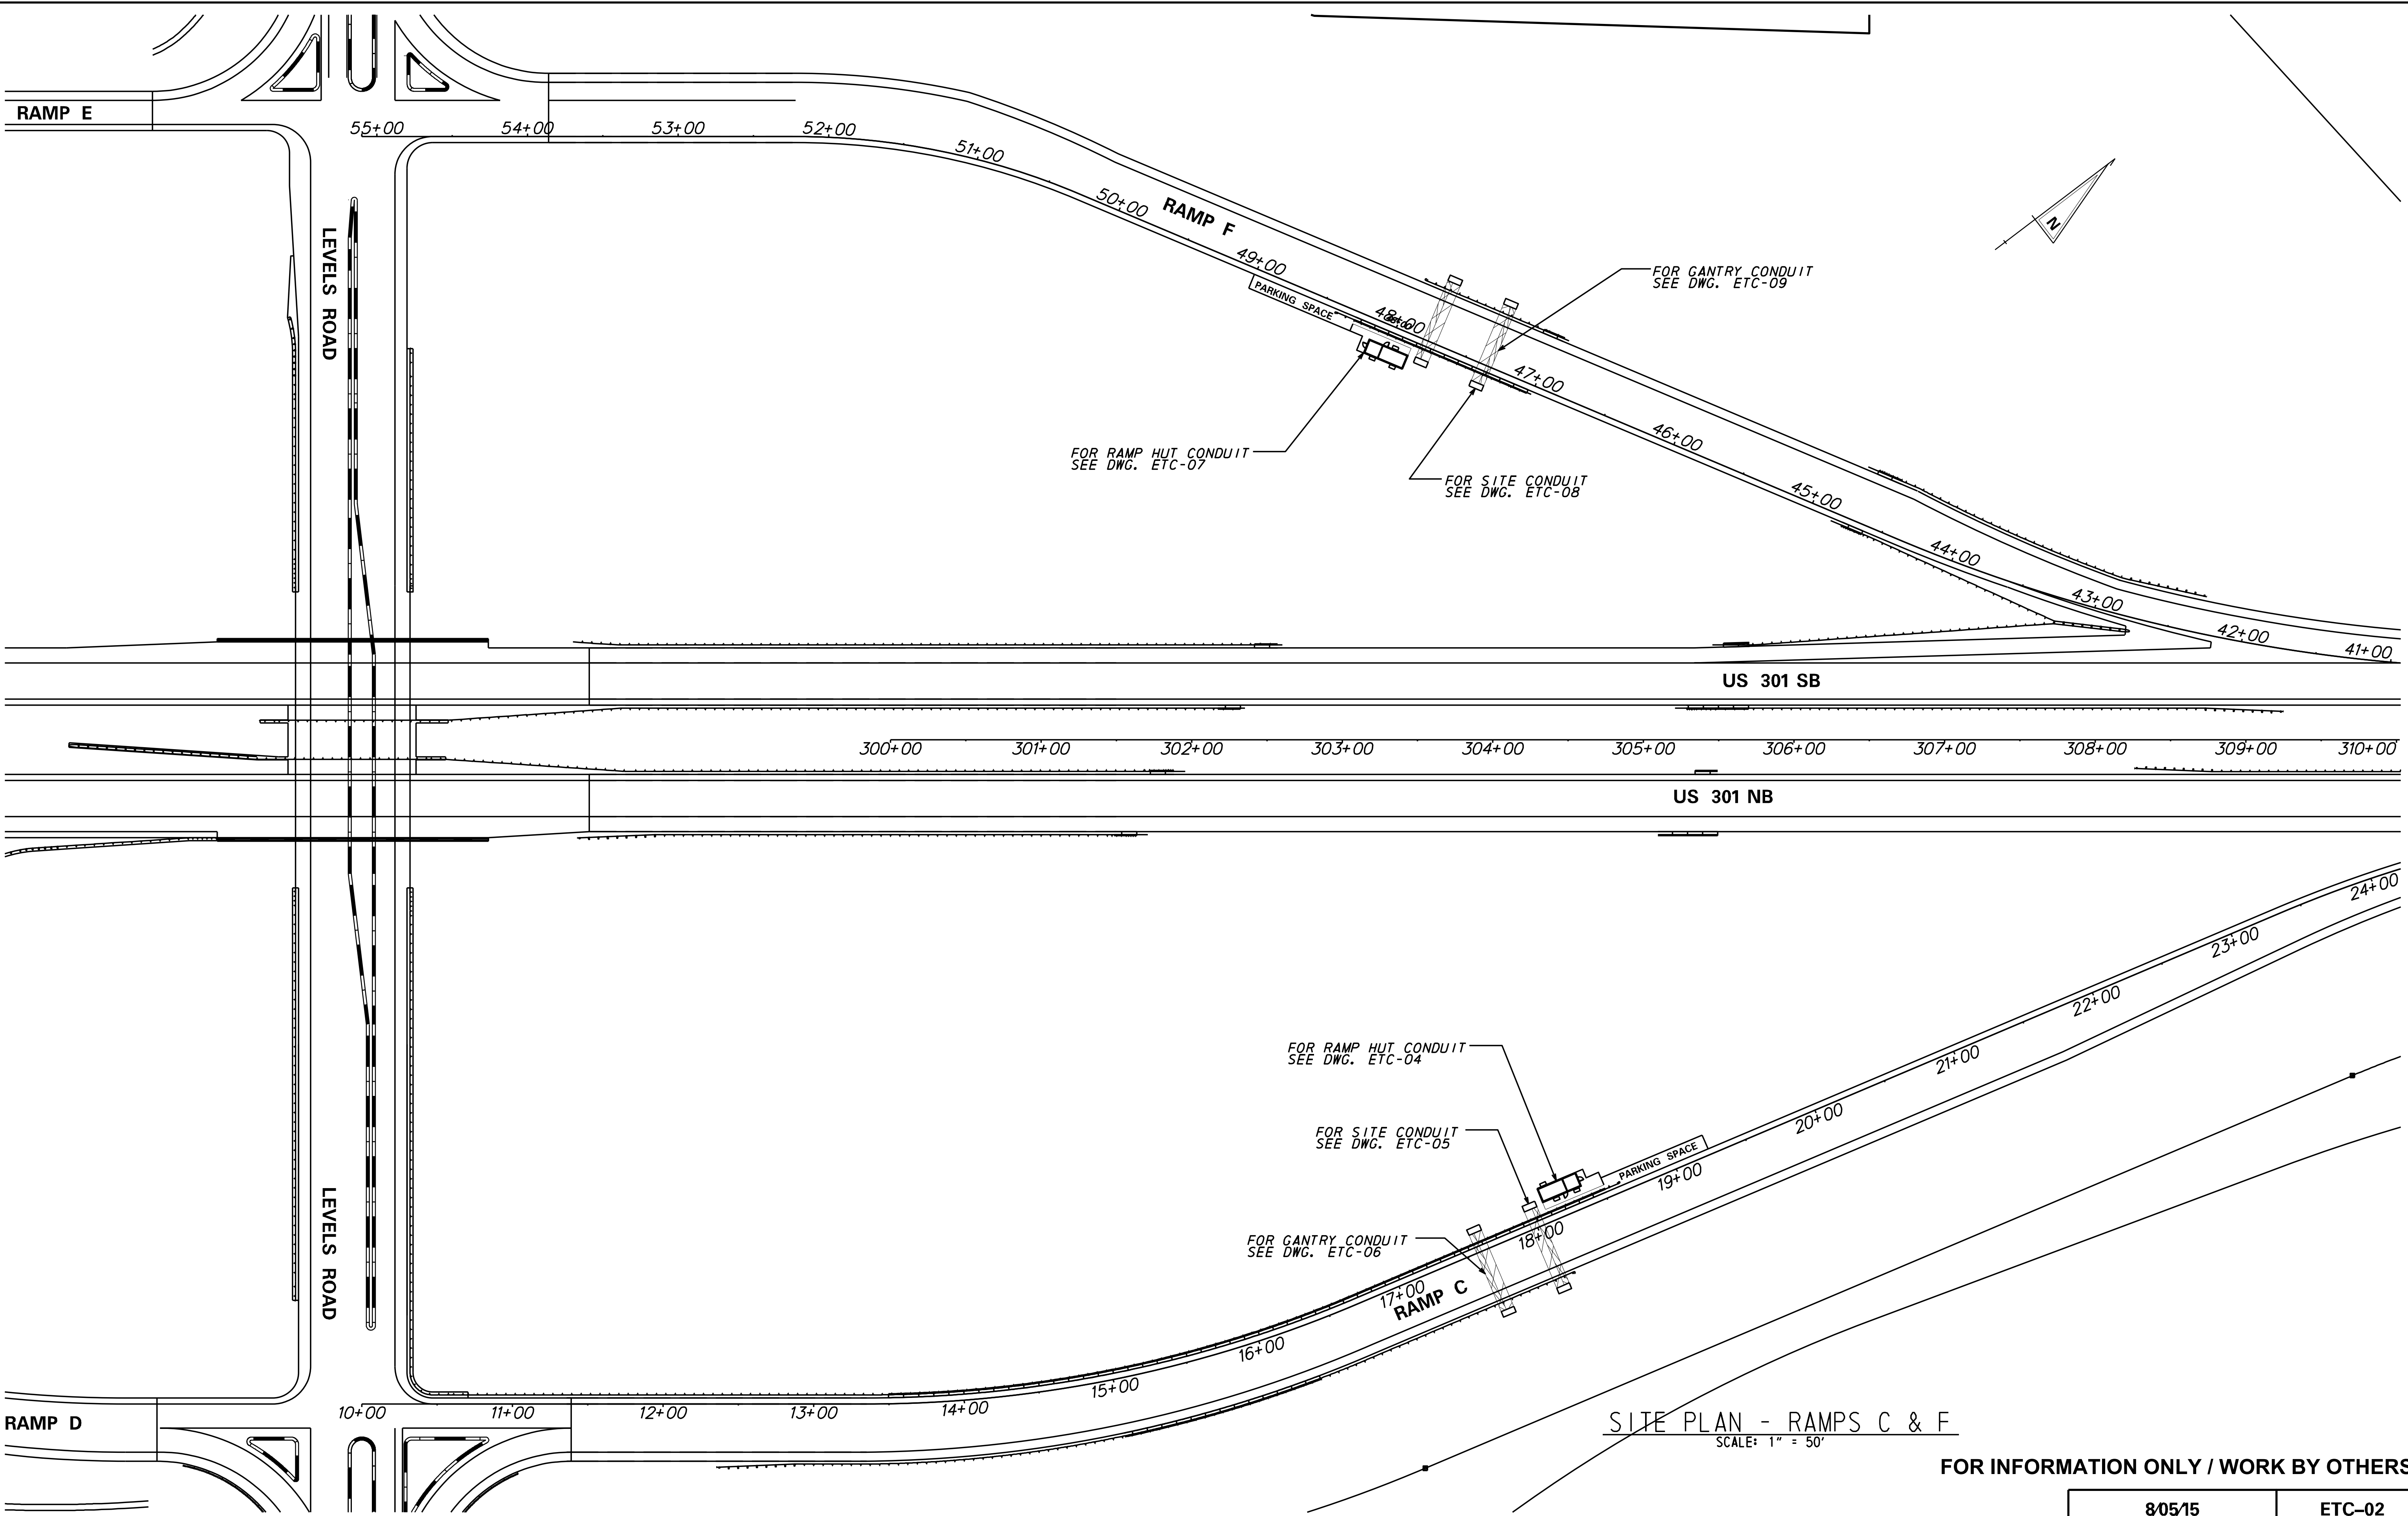 RAMP E
55+00
54+00
53+00
52+00
51+00
50+00
RAMP F
49+00
PARKING SPACE
48+00
47+00
46+00
45+00
44+00
43+00
42+00
41+00
N
LEVELS ROAD
FOR GANTRY CONDUIT
SEE DWG. ETC-09
FOR RAMP HUT CONDUIT
SEE DWG. ETC-07
FOR SITE CONDUIT
SEE DWG. ETC-08
US 301 SB
300+00
301+00
302+00
303+00
304+00
305+00
306+00
307+00
308+00
309+00
310+00
US 301 NB
24+00
23+00
22+00
21+00
20+00
19+00
PARKING SPACE
18+00
17+00
RAMP C
16+00
15+00
14+00
13+00
12+00
11+00
10+00
FOR RAMP HUT CONDUIT
SEE DWG. ETC-04
FOR SITE CONDUIT
SEE DWG. ETC-05
FOR GANTRY CONDUIT
SEE DWG. ETC-06
LEVELS ROAD
RAMP D
SITE PLAN - RAMPS C & F
SCALE: 1" = 50'
FOR INFORMATION ONLY / WORK BY OTHERS
8/05/15
ETC-02